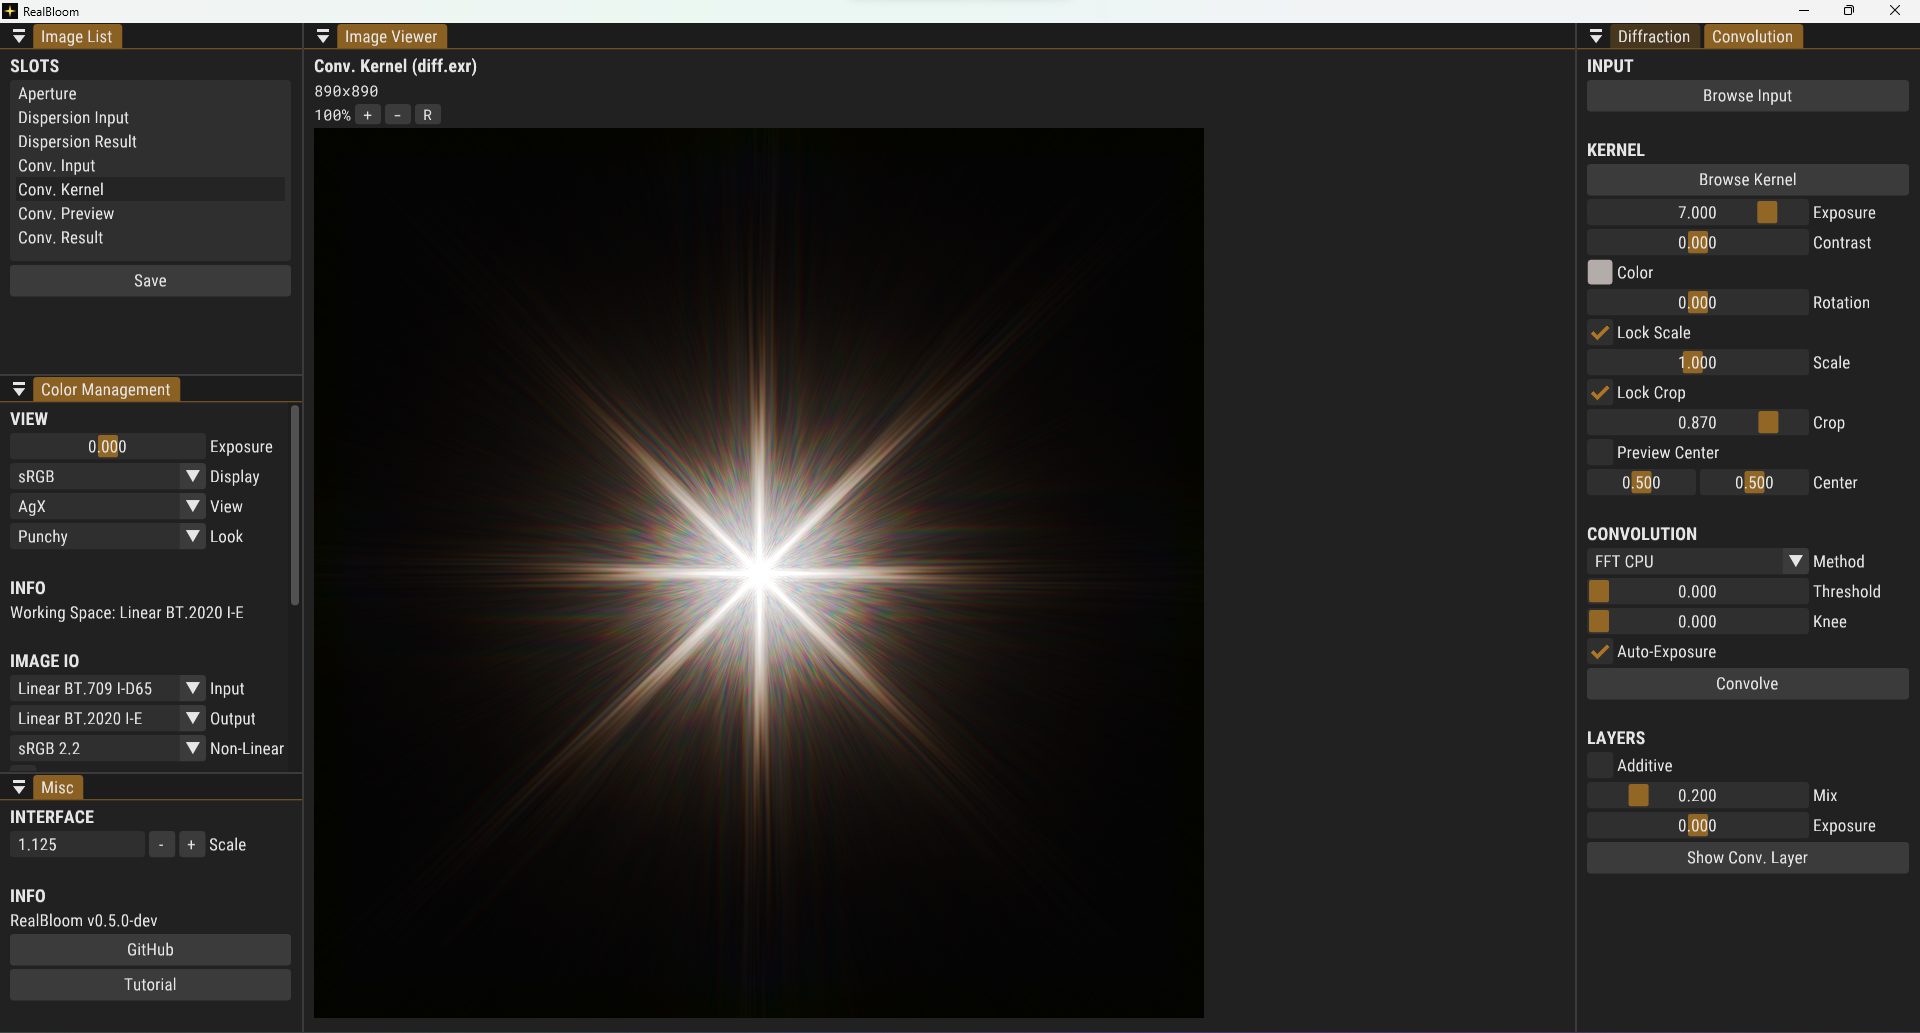 RealBloom
Image List
SLOTS
Aperture
Dispersion Input
Dispersion Result
Conv. Input
Conv. Kernel
Conv. Preview
Conv. Result
Save
Color Management
VIEW
0.000 Exposure
sRGB Display
AgX View
Punchy Look
INFO
Working Space: Linear BT.2020 I-E
IMAGE IO
Linear BT.709 I-D65 Input
Linear BT.2020 I-E Output
sRGB 2.2 Non-Linear
Misc
INTERFACE
1.125 - + Scale
INFO
RealBloom v0.5.0-dev
GitHub
Tutorial
Image Viewer
Conv. Kernel (diff.exr)
890x890
100% + - R
Diffraction Convolution
INPUT
Browse Input
KERNEL
Browse Kernel
7.000 Exposure
0.000 Contrast
Color
0.000 Rotation
Lock Scale
1.000 Scale
Lock Crop
0.870 Crop
Preview Center
0.500 0.500 Center
CONVOLUTION
FFT CPU Method
0.000 Threshold
0.000 Knee
Auto-Exposure
Convolve
LAYERS
Additive
0.200 Mix
0.000 Exposure
Show Conv. Layer